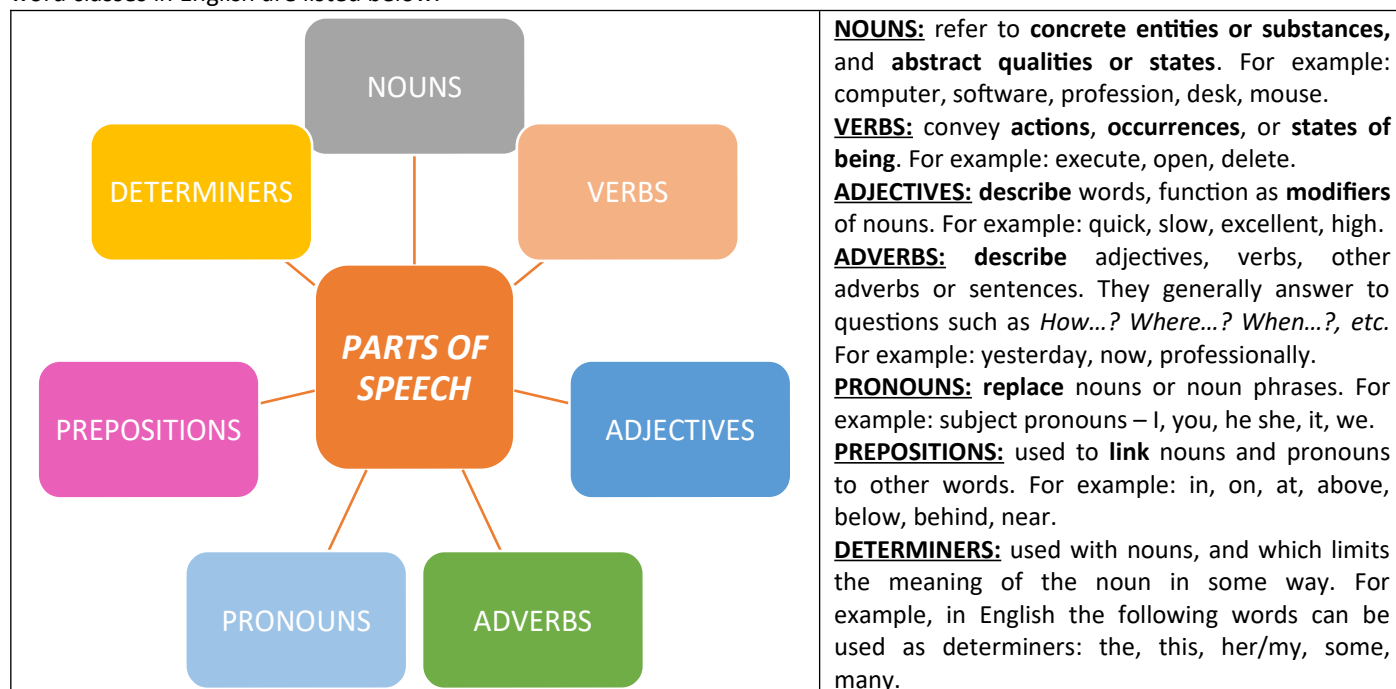 word classes in English are listed below:
NOUNS
DETERMINERS
VERBS
PARTS OF
SPEECH
PREPOSITIONS
ADJECTIVES
PRONOUNS
ADVERBS
NOUNS: refer to concrete entities or substances,
and abstract qualities or states. For example:
computer, software, profession, desk, mouse.
VERBS: convey actions, occurrences, or states of
being. For example: execute, open, delete.
ADJECTIVES: describe words, function as modifiers
of nouns. For example: quick, slow, excellent, high.
ADVERBS: describe adjectives, verbs, other
adverbs or sentences. They generally answer to
questions such as How…? Where…? When…?, etc.
For example: yesterday, now, professionally.
PRONOUNS: replace nouns or noun phrases. For
example: subject pronouns – I, you, he she, it, we.
PREPOSITIONS: used to link nouns and pronouns
to other words. For example: in, on, at, above,
below, behind, near.
DETERMINERS: used with nouns, and which limits
the meaning of the noun in some way. For
example, in English the following words can be
used as determiners: the, this, her/my, some,
many.